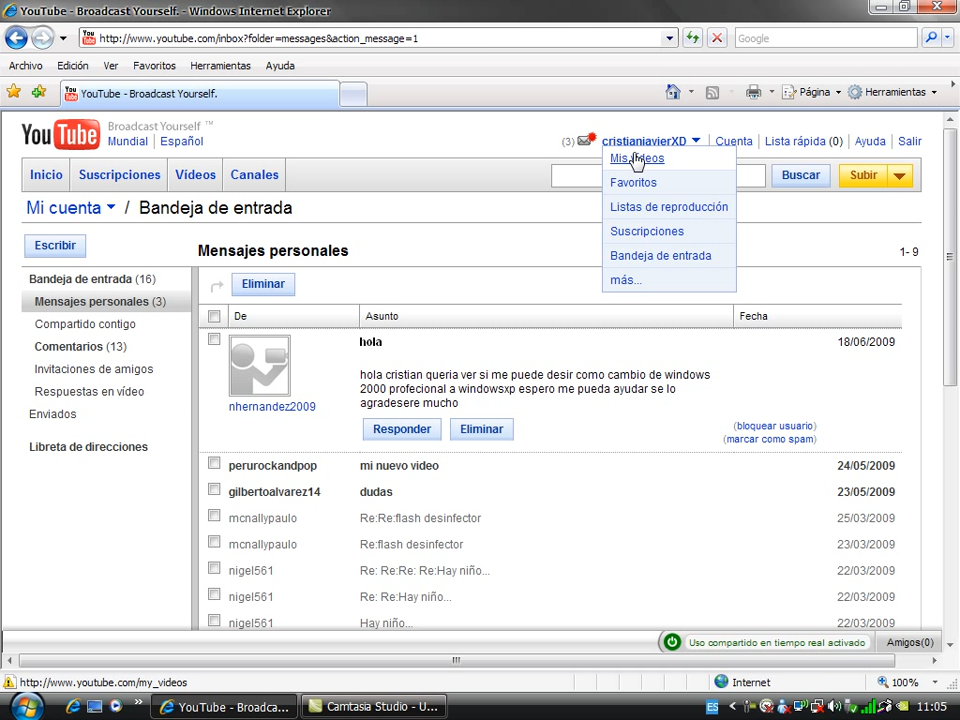 YouTube - Broadcast Yourself. - Windows Internet Explorer
http://www.youtube.com/inbox?folder=messages&action_message=1
Google
Archivo Edición Ver Favoritos Herramientas Ayuda
YouTube - Broadcast Yourself.
Página Herramientas
YouTube Broadcast Yourself ™
Mundial | Español
(3) cristianjavierXD | Cuenta | Lista rápida (0) | Ayuda | Salir
Inicio Suscripciones Vídeos Canales
Buscar Subir
Mis vídeos
Favoritos
Listas de reproducción
Suscripciones
Bandeja de entrada
más...
Mi cuenta / Bandeja de entrada
Escribir
Bandeja de entrada (16)
Mensajes personales (3)
Compartido contigo
Comentarios (13)
Invitaciones de amigos
Respuestas en vídeo
Enviados
Libreta de direcciones
Mensajes personales
1- 9
Eliminar
De Asunto Fecha
hola 18/06/2009
hola cristian queria ver si me puede desir como cambio de windows
2000 profecional a windowsxp espero me pueda ayudar se lo
agradesere mucho
nhernandez2009
Responder Eliminar
(bloquear usuario)
(marcar como spam)
perurockandpop mi nuevo video 24/05/2009
gilbertoalvarez14 dudas 23/05/2009
mcnallypaulo Re:Re:flash desinfector 25/03/2009
mcnallypaulo Re:flash desinfector 23/03/2009
nigel561 Re: Re:Re: Re:Hay niño... 22/03/2009
nigel561 Re: Re:Hay niño... 22/03/2009
nigel561 Hay niño... 22/03/2009
Uso compartido en tiempo real activado Amigos(0)
http://www.youtube.com/my_videos
Internet 100%
YouTube - Broadca... Camtasia Studio - U... ES 11:05